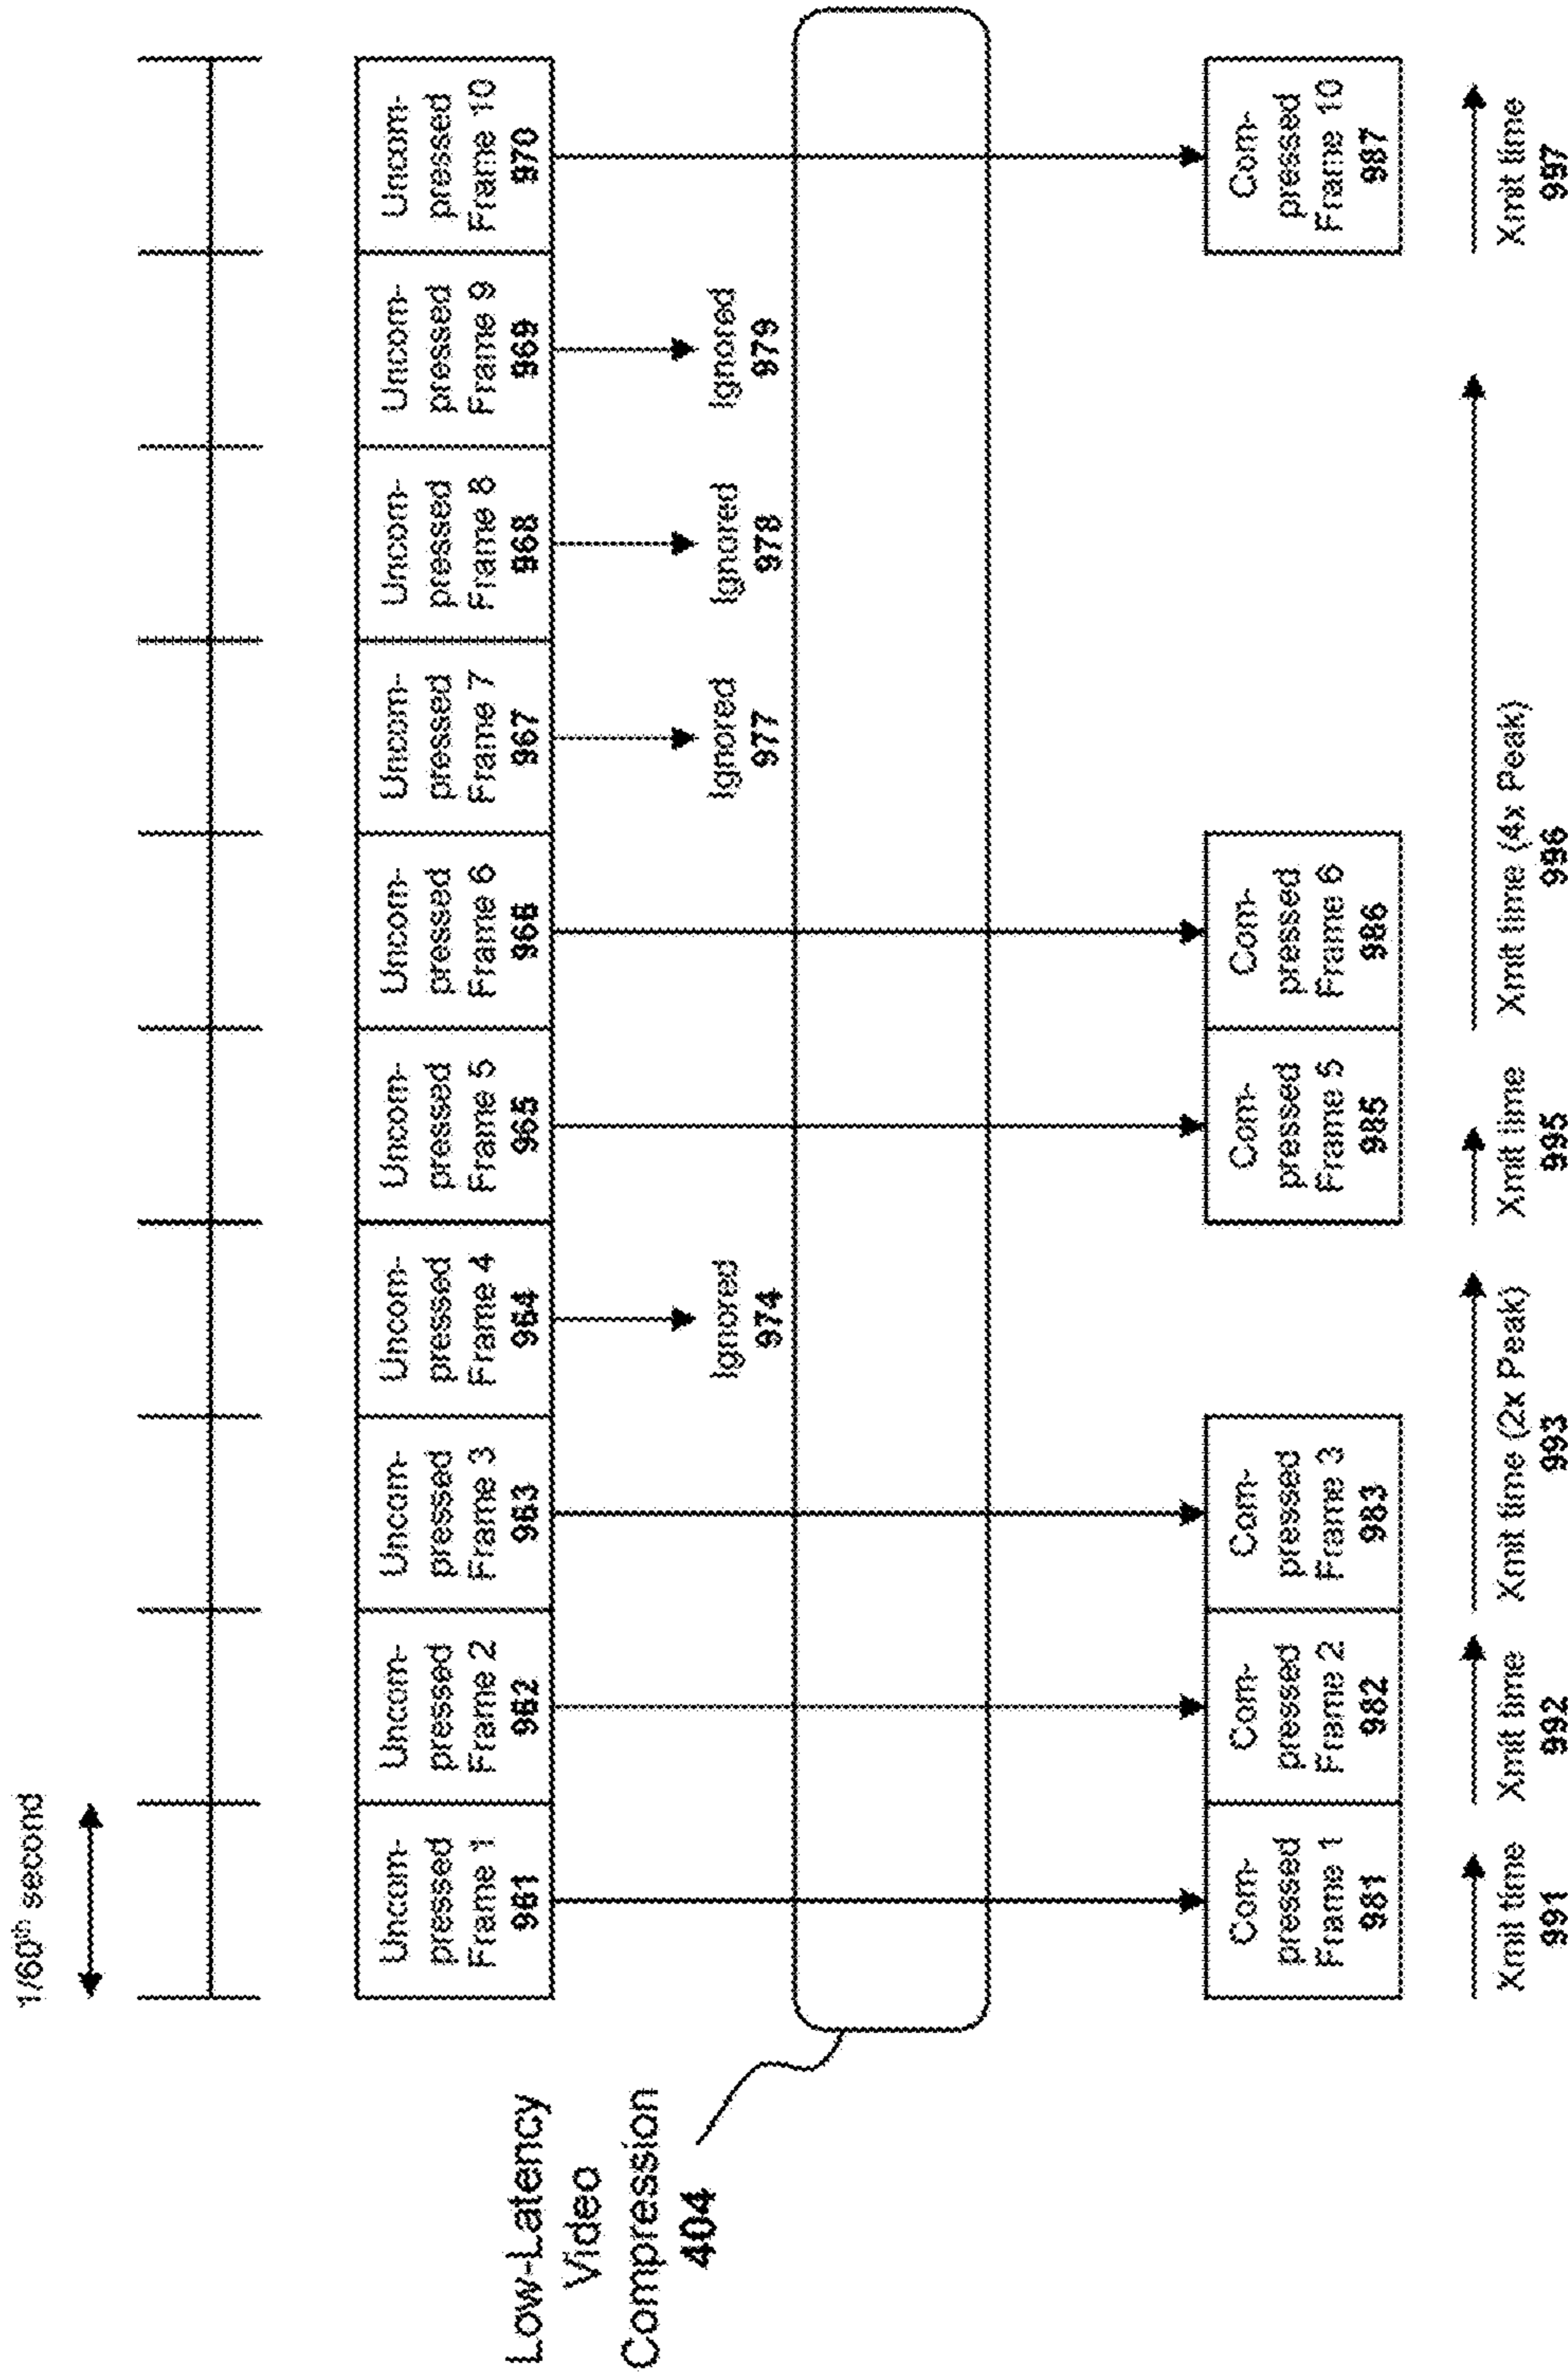 1/60th second
Uncom-
pressed
Frame 1
961
Uncom-
pressed
Frame 2
962
Uncom-
pressed
Frame 3
963
Uncom-
pressed
Frame 4
964
Uncom-
pressed
Frame 5
965
Uncom-
pressed
Frame 6
966
Uncom-
pressed
Frame 7
967
Uncom-
pressed
Frame 8
968
Uncom-
pressed
Frame 9
969
Uncom-
pressed
Frame 10
970
Low-Latency
Video
Compression
404
Ignored
974
Ignored
977
Ignored
978
Ignored
979
Com-
pressed
Frame 1
981
Com-
pressed
Frame 2
982
Com-
pressed
Frame 3
983
Com-
pressed
Frame 5
985
Com-
pressed
Frame 6
986
Com-
pressed
Frame 10
987
Xmit time
991
Xmit time
992
Xmit time (2x Peak)
993
Xmit time
995
Xmit time (4x Peak)
996
Xmit time
997